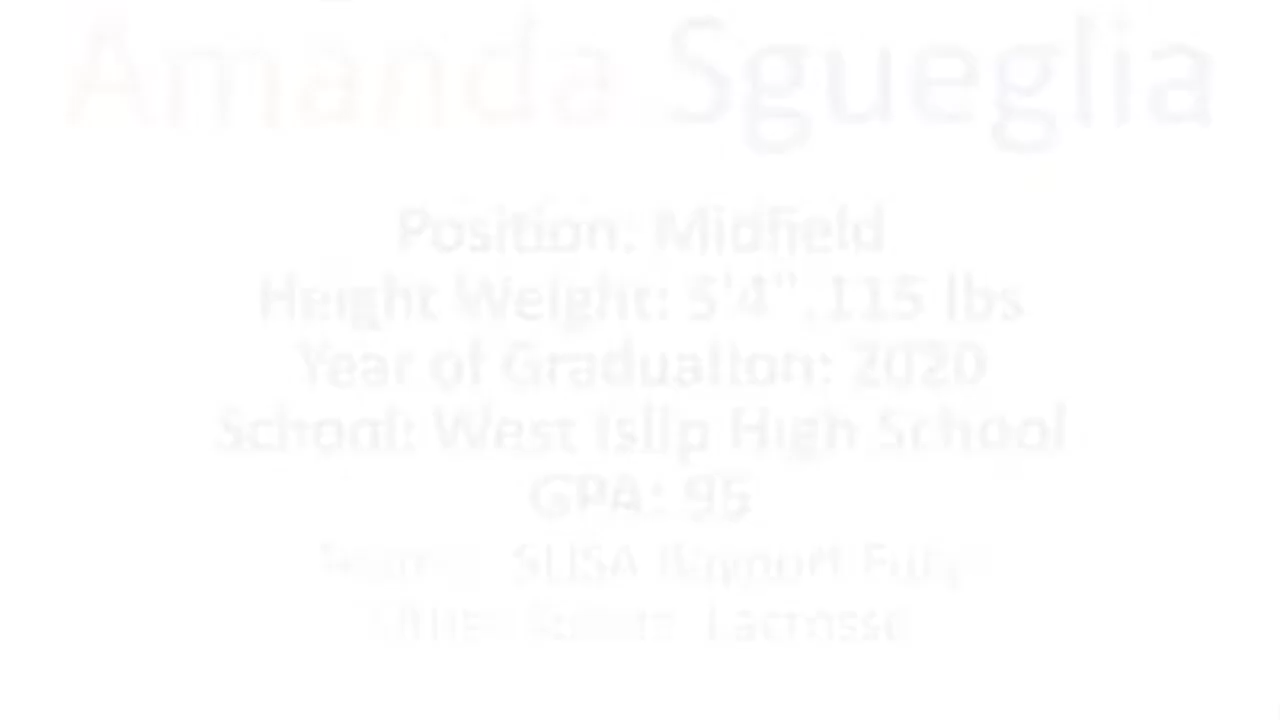 Amanda Sgueglia
Position: Midfield
Height Weight: 5'4", 115 lbs
Year of Graduation: 2020
School: West Islip High School
GPA: 95
SUSA
Lacrosse